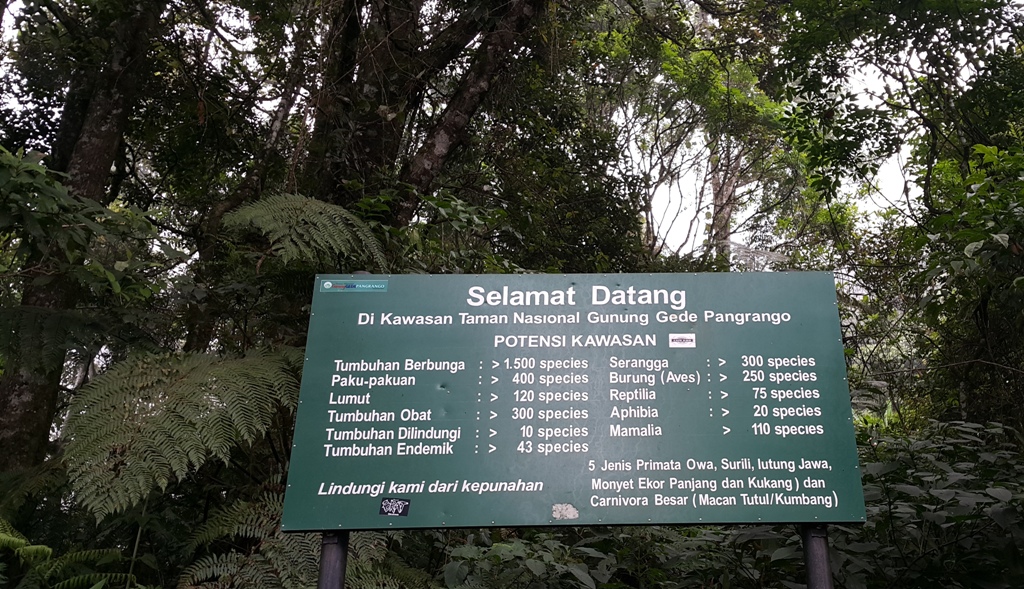 PANGRANGO
Selamat Datang
Di Kawasan Taman Nasional Gunung Gede Pangrango
POTENSI KAWASAN
Tumbuhan Berbunga : > 1.500 species
Paku-pakuan : > 400 species
Lumut : > 120 species
Tumbuhan Obat : > 300 species
Tumbuhan Dilindungi : > 10 species
Tumbuhan Endemik : > 43 species
Serangga : > 300 species
Burung (Aves) : > 250 species
Reptilia : > 75 species
Aphibia : > 20 species
Mamalia > 110 species
5 Jenis Primata Owa, Surili, lutung Jawa,
Monyet Ekor Panjang dan Kukang) dan
Carnivora Besar (Macan Tutul/Kumbang)
Lindungi kami dari kepunahan